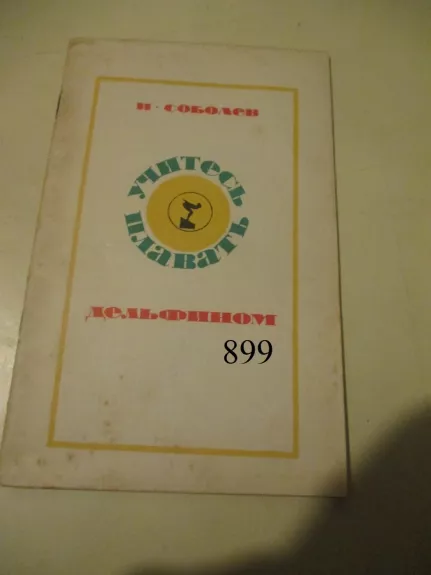 И · СОБОЛЕВ
УЧИТЕСЬ
ПЛАВАТЬ
ДЕЛЬФИНОМ
899